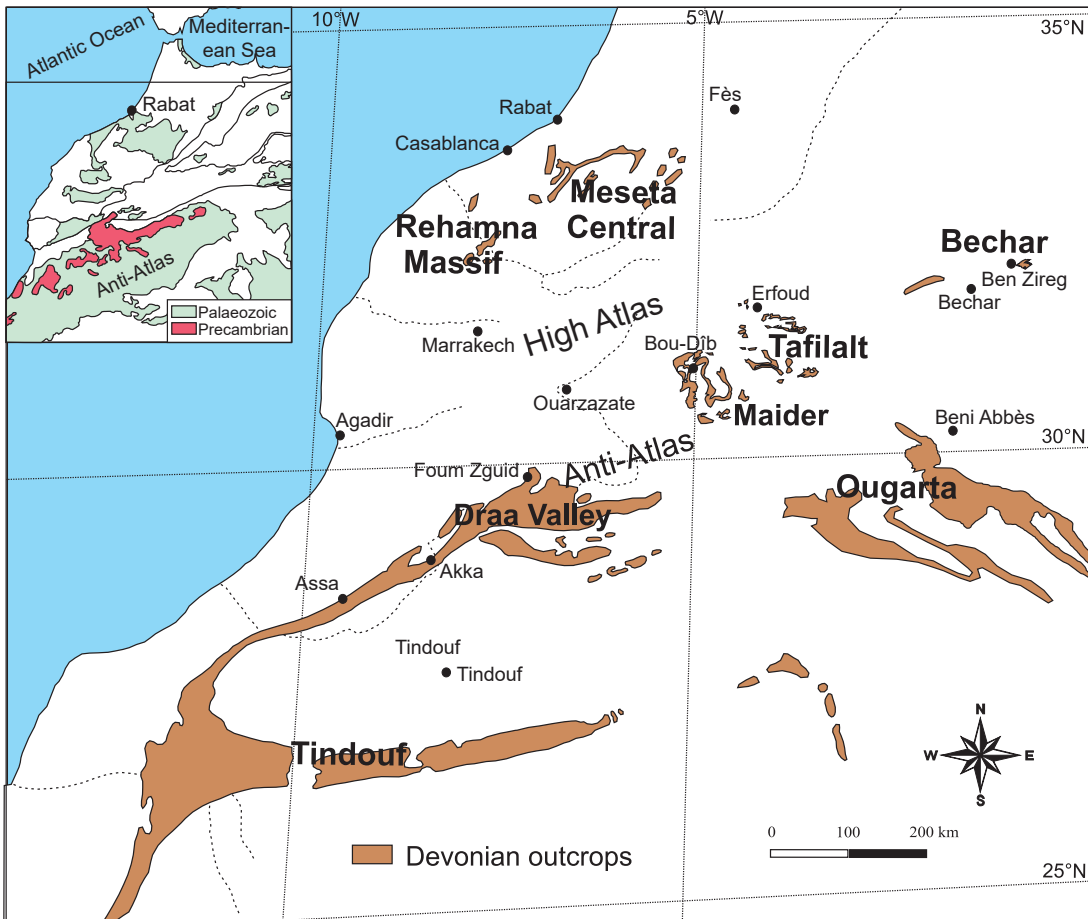 10°W
5°W
35°N
Atlantic Ocean
Mediterran-
ean Sea
Rabat
Anti-Atlas
Palaeozoic
Precambrian
Rabat
Fès
Casablanca
Meseta
Central
Rehamna
Massif
Bechar
Ben Zireg
Bechar
Erfoud
High Atlas
Marrakech
Tafilalt
Bou-Dîb
Ouarzazate
Maider
Agadir
Beni Abbès
30°N
Anti-Atlas
Foum Zguid
Ougarta
Draa Valley
Akka
Assa
Tindouf
Tindouf
Tindouf
N
W
E
S
0 100 200 km
Devonian outcrops
25°N